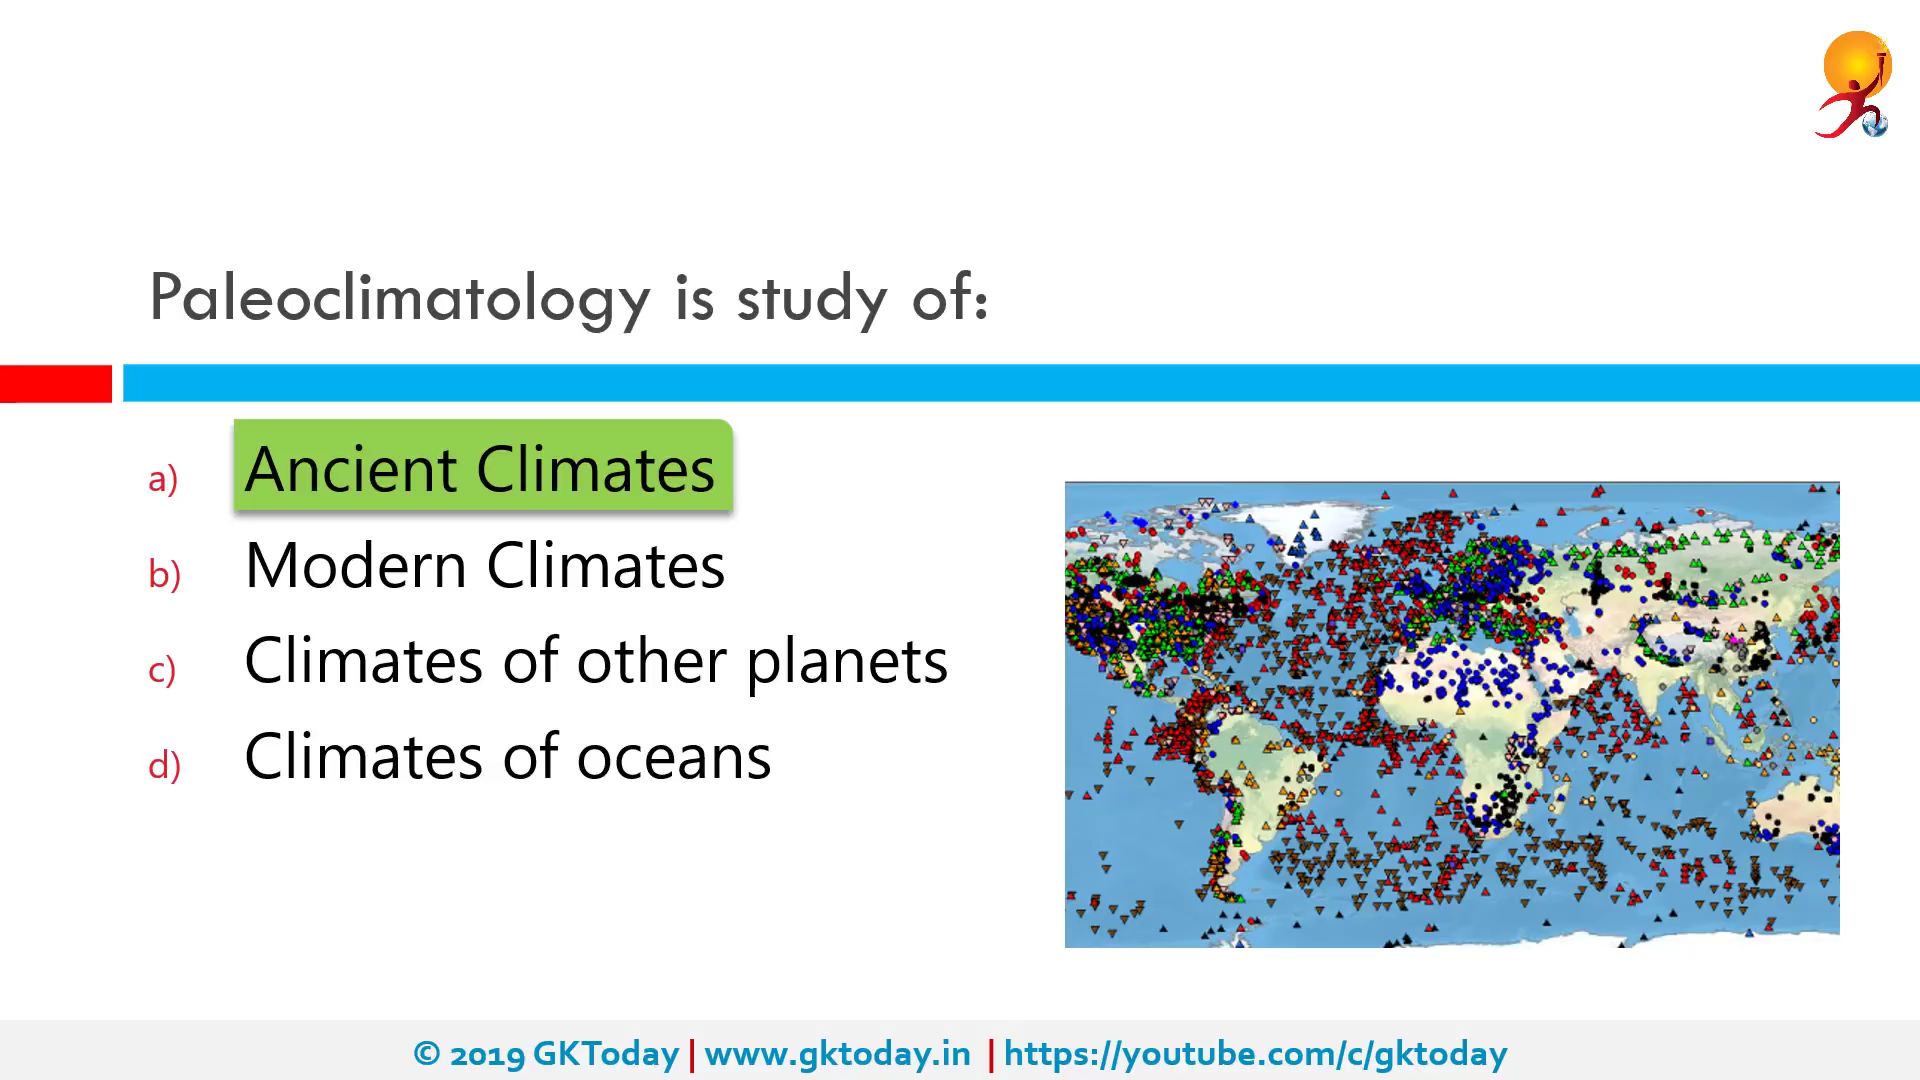 Paleoclimatology is study of:
a) Ancient Climates
b) Modern Climates
c) Climates of other planets
d) Climates of oceans
© 2019 GKToday | www.gktoday.in | https://youtube.com/c/gktoday